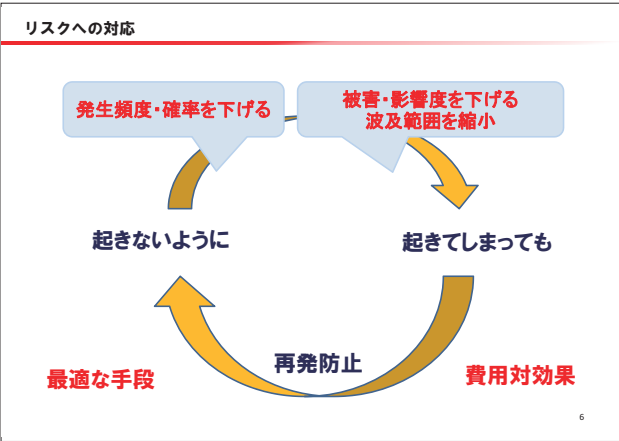 リスクへの対応
発生頻度・確率を下げる
被害・影響度を下げる
波及範囲を縮小
起きないように
起きてしまっても
再発防止
最適な手段
費用対効果
6